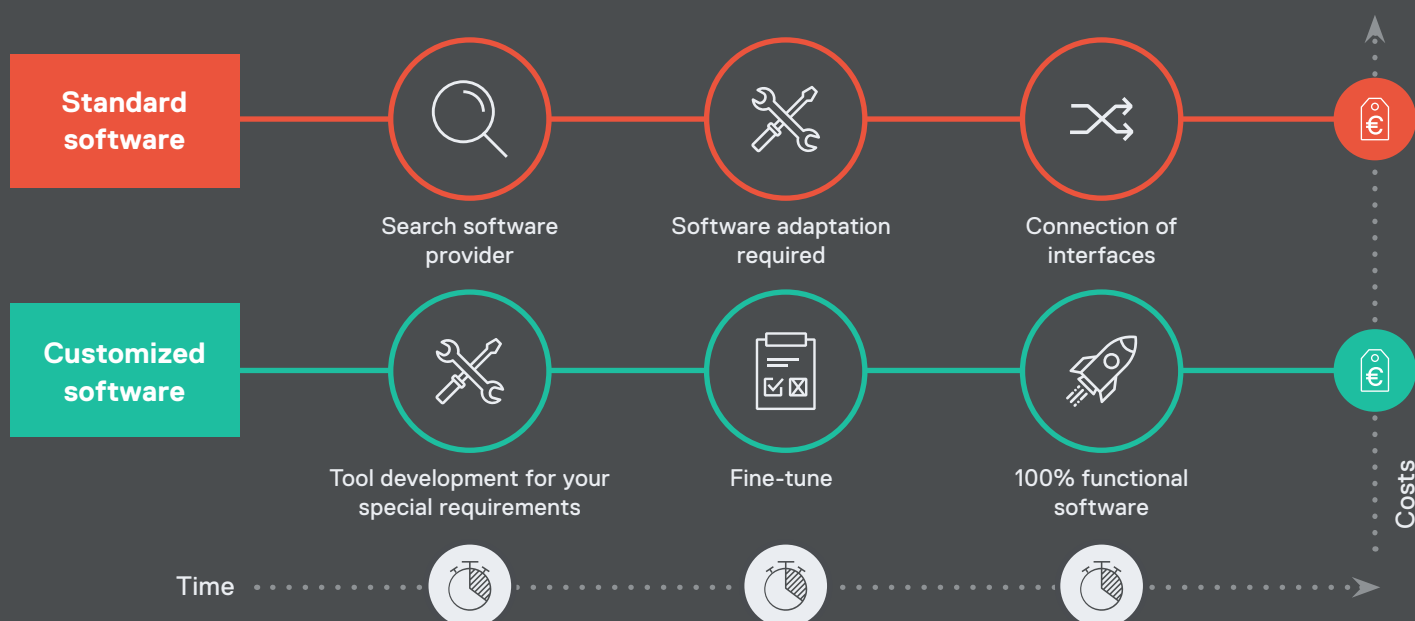 Standard
software
Search software
provider
Software adaptation
required
Connection of
interfaces
€
Customized
software
Tool development for your
special requirements
Fine-tune
100% functional
software
€
Costs
Time